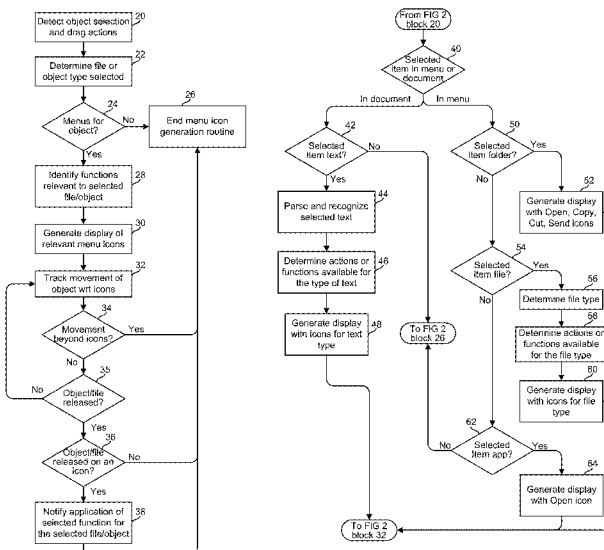 20
Detect object selection
and drag actions
22
Determine file or
object type selected
24
Menus for
object?
No
Yes
26
End menu icon
generation routine
28
Identify functions
relevant to selected
file/object
30
Generate display of
relevant menu icons
32
Track movement of
object wrt icons
34
Movement
beyond icons?
Yes
No
35
Object/file
released?
No
Yes
36
Object/file
released on an
icon?
No
Yes
38
Notify application of
selected function for
the selected file/object
From FIG 2
block 20
40
Selected
item in menu or
document
In document
In menu
42
Selected
item text?
No
Yes
44
Parse and recognize
selected text
46
Determine actions or
functions available for
the type of text
48
Generate display
with icons for text
type
To FIG 2
block 26
50
Selected
item folder?
Yes
No
52
Generate display
with Open, Copy,
Cut, Send icons
54
Selected
item file?
Yes
No
56
Determine file type
58
Determine actions or
functions available
for the file type
60
Generate display
with icons for file
type
62
Selected
item app?
No
Yes
64
Generate display
with Open icon
To FIG 2
block 32